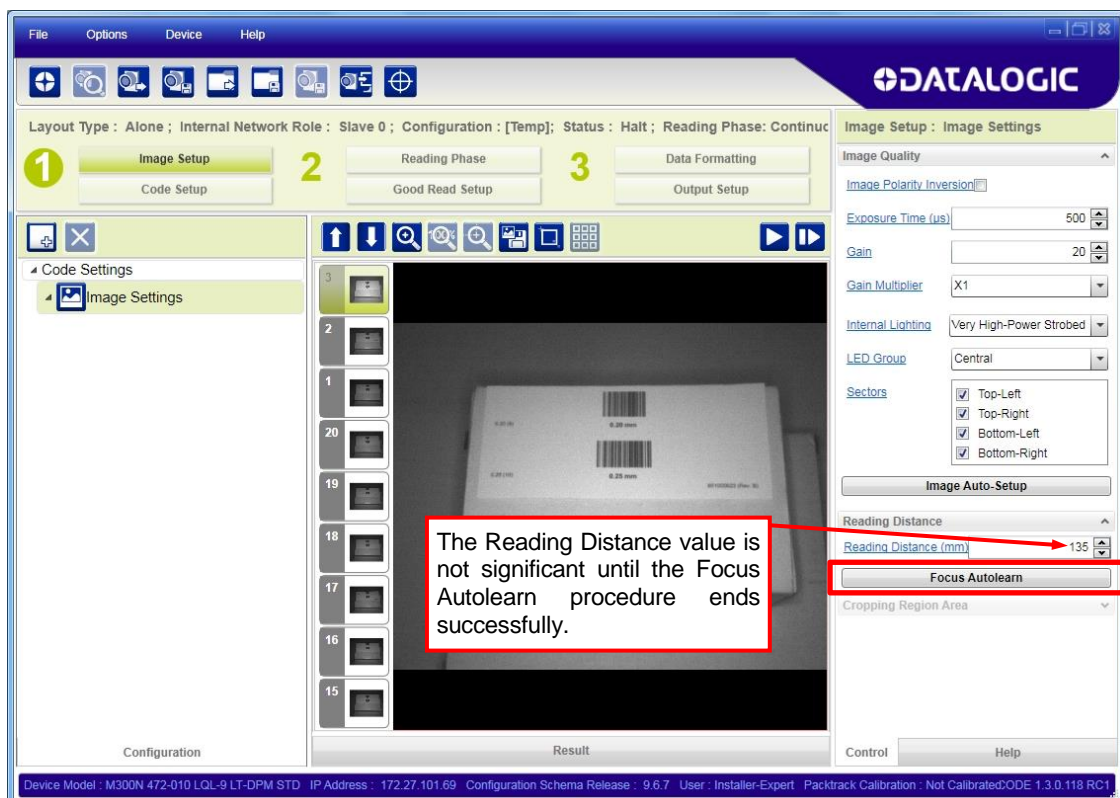 File Options Device Help
DATALOGIC
Layout Type : Alone ; Internal Network Role : Slave 0 ; Configuration : [Temp]; Status : Halt ; Reading Phase: Continuc
Image Setup : Image Settings
1
Image Setup
Code Setup
2
Reading Phase
Good Read Setup
3
Data Formatting
Output Setup
Code Settings
Image Settings
100%
3
2
1
20
19
18
17
16
15
0.20 mm
0.25 mm
The Reading Distance value is
not significant until the Focus
Autolearn procedure ends
successfully.
Image Quality
Image Polarity Inversion
Exposure Time (µs) 500
Gain 20
Gain Multiplier X1
Internal Lighting Very High-Power Strobed
LED Group Central
Sectors Top-Left
Top-Right
Bottom-Left
Bottom-Right
Image Auto-Setup
Reading Distance
Reading Distance (mm) 135
Focus Autolearn
Cropping Region Area
Configuration
Result
Control Help
Device Model : M300N 472-010 LQL-9 LT-DPM STD IP Address : 172.27.101.69 Configuration Schema Release : 9.6.7 User : Installer-Expert Packtrack Calibration : Not CalibratedCODE 1.3.0.118 RC1